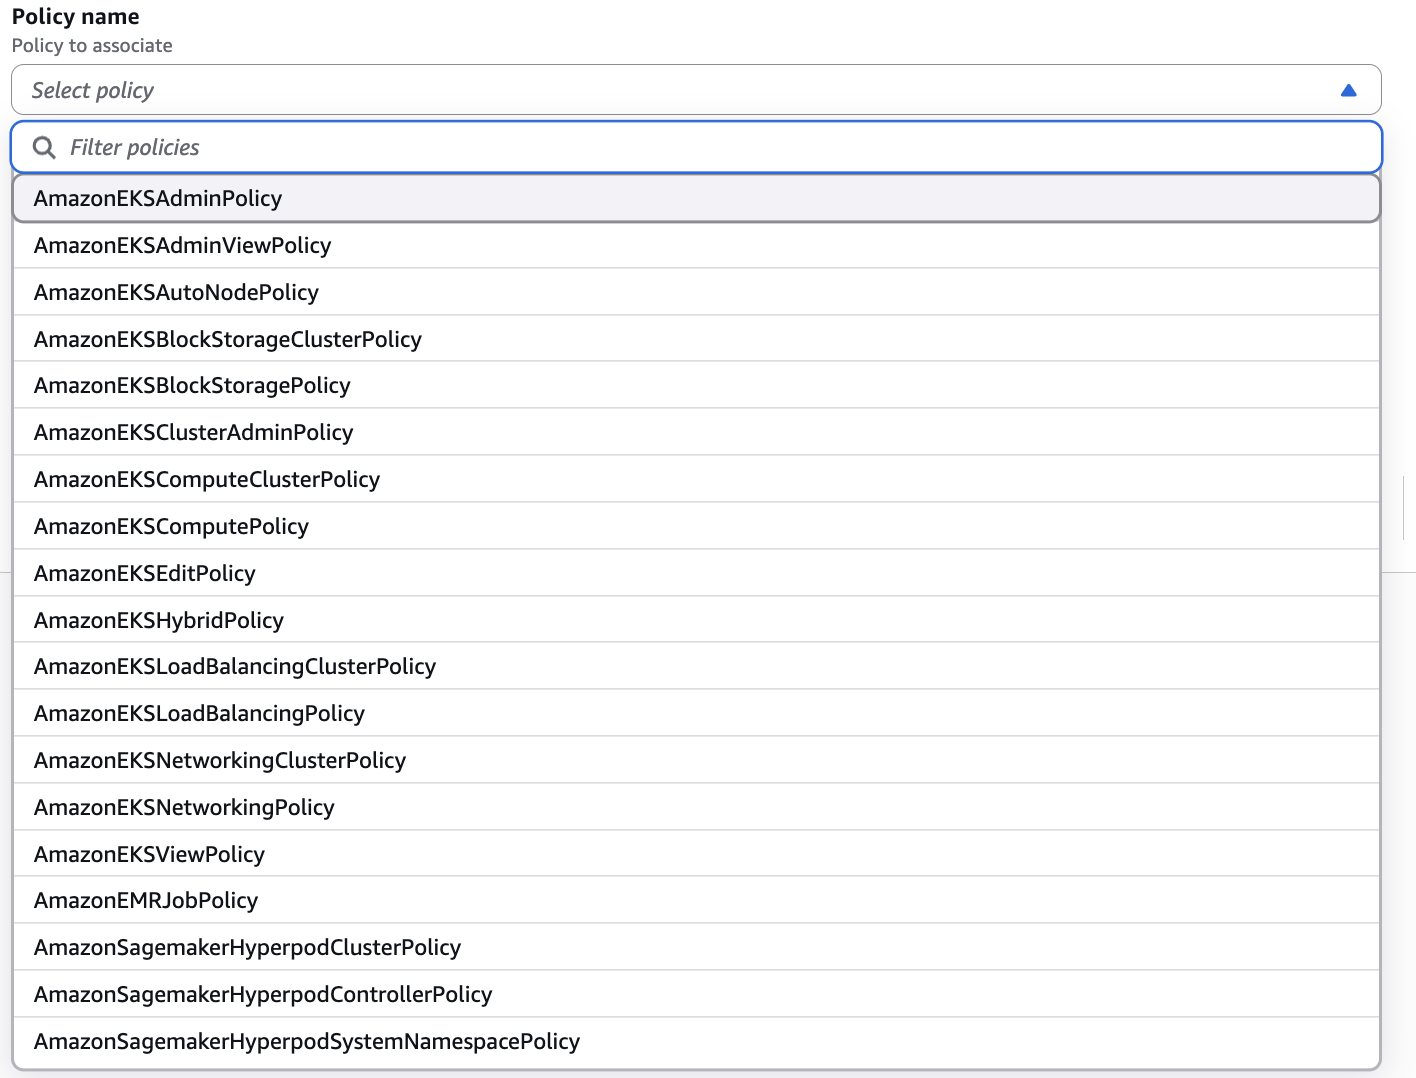 Policy name
Policy to associate
Select policy
Filter policies
AmazonEKSAdminPolicy
AmazonEKSAdminViewPolicy
AmazonEKSAutoNodePolicy
AmazonEKSBlockStorageClusterPolicy
AmazonEKSBlockStoragePolicy
AmazonEKSClusterAdminPolicy
AmazonEKSComputeClusterPolicy
AmazonEKSComputePolicy
AmazonEKSEditPolicy
AmazonEKSHybridPolicy
AmazonEKSLoadBalancingClusterPolicy
AmazonEKSLoadBalancingPolicy
AmazonEKSNetworkingClusterPolicy
AmazonEKSNetworkingPolicy
AmazonEKSViewPolicy
AmazonEMRJobPolicy
AmazonSagemakerHyperpodClusterPolicy
AmazonSagemakerHyperpodControllerPolicy
AmazonSagemakerHyperpodSystemNamespacePolicy